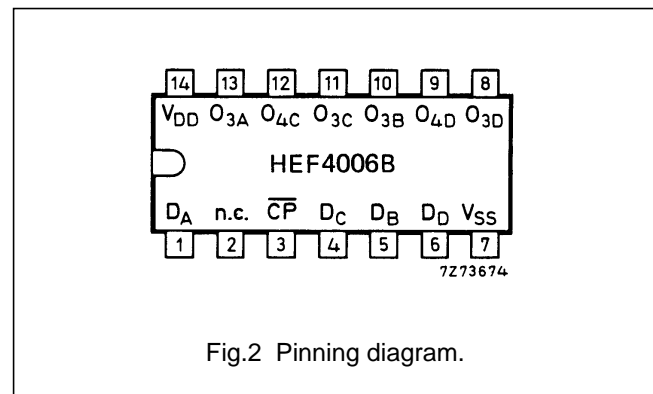 14 13 12 11 10 9 8
VDD O3A O4C O3C O3B O4D O3D
HEF4006B
DA n.c. C̅P̅ DC DB DD VSS
1 2 3 4 5 6 7
7Z73674
Fig.2 Pinning diagram.